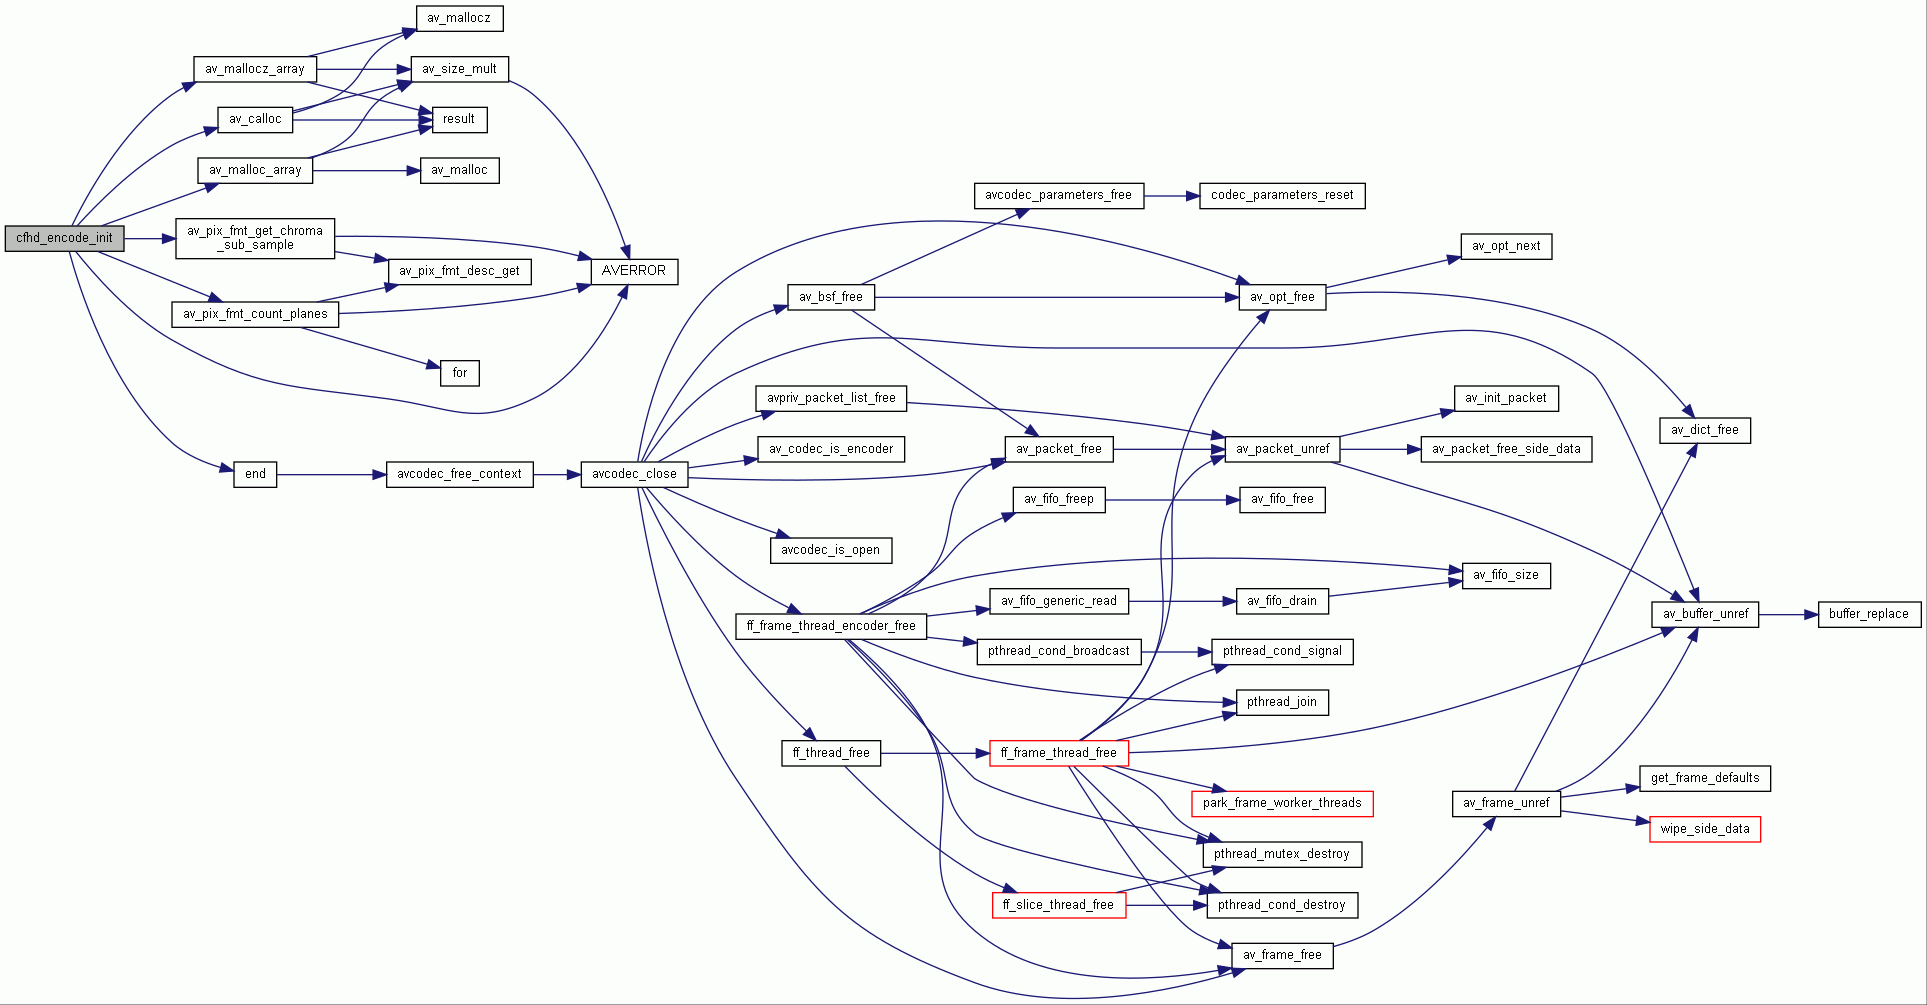 av_mallocz
av_mallocz_array
av_size_mult
av_calloc
result
av_malloc_array
av_malloc
avcodec_parameters_free
codec_parameters_reset
cfhd_encode_init
av_pix_fmt_get_chroma
_sub_sample
av_opt_next
av_pix_fmt_desc_get
AVERROR
av_bsf_free
av_opt_free
av_pix_fmt_count_planes
for
avpriv_packet_list_free
av_init_packet
av_dict_free
av_codec_is_encoder
av_packet_free
av_packet_unref
av_packet_free_side_data
end
avcodec_free_context
avcodec_close
av_fifo_freep
av_fifo_free
avcodec_is_open
av_fifo_size
av_fifo_generic_read
av_fifo_drain
av_buffer_unref
buffer_replace
ff_frame_thread_encoder_free
pthread_cond_broadcast
pthread_cond_signal
pthread_join
ff_thread_free
ff_frame_thread_free
get_frame_defaults
park_frame_worker_threads
av_frame_unref
wipe_side_data
pthread_mutex_destroy
ff_slice_thread_free
pthread_cond_destroy
av_frame_free